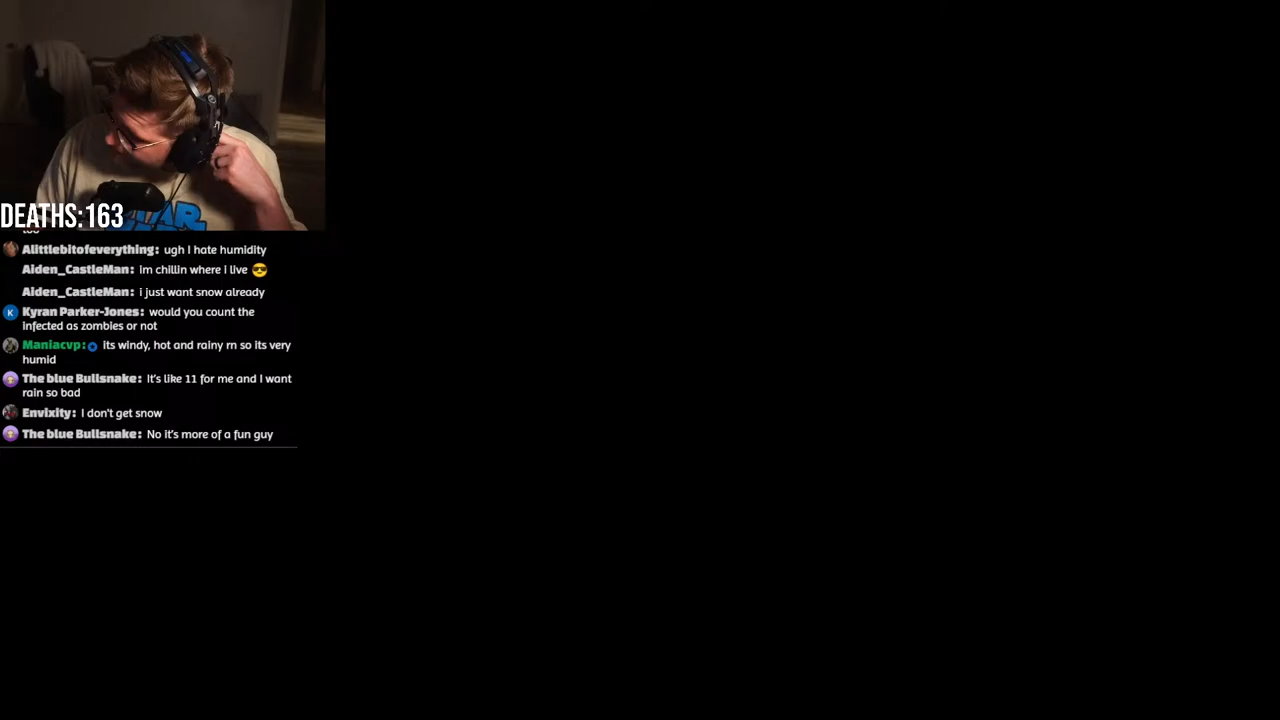 DEATHS:163
too
Alittlebitofeverything: ugh I hate humidity
Aiden_CastleMan: im chillin where i live 😎
Aiden_CastleMan: i just want snow already
K Kyran Parker-Jones: would you count the
infected as zombies or not
Maniacvp: its windy, hot and rainy rn so its very
humid
The blue Bullsnake: It's like 11 for me and I want
rain so bad
Envixity: I don't get snow
The blue Bullsnake: No it's more of a fun guy